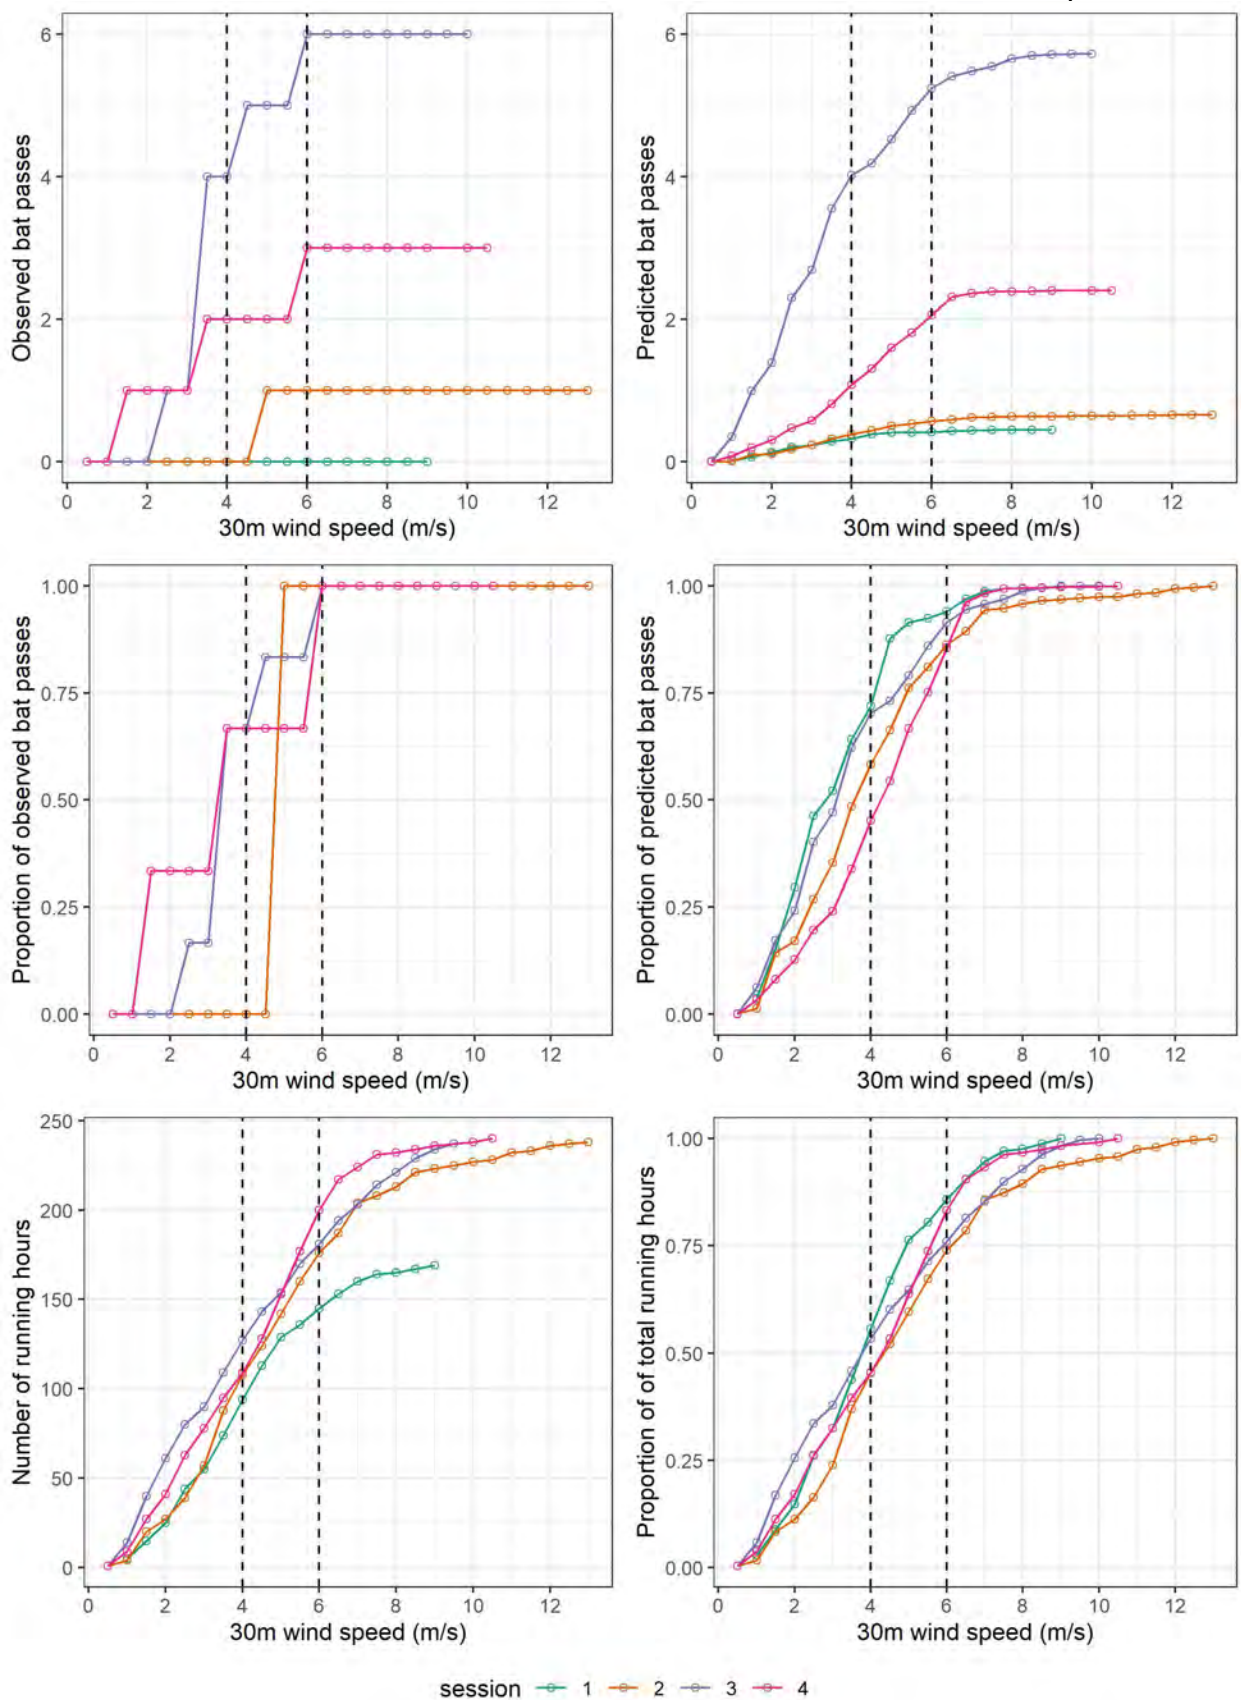 6
4
2
0
Observed bat passes
0 2 4 6 8 10 12
30m wind speed (m/s)
6
4
2
0
Predicted bat passes
0 2 4 6 8 10 12
30m wind speed (m/s)
1.00
0.75
0.50
0.25
0.00
Proportion of observed bat passes
0 2 4 6 8 10 12
30m wind speed (m/s)
1.00
0.75
0.50
0.25
0.00
Proportion of predicted bat passes
0 2 4 6 8 10 12
30m wind speed (m/s)
250
200
150
100
50
0
Number of running hours
0 2 4 6 8 10 12
30m wind speed (m/s)
1.00
0.75
0.50
0.25
0.00
Proportion of of total running hours
0 2 4 6 8 10 12
30m wind speed (m/s)
session 1 2 3 4